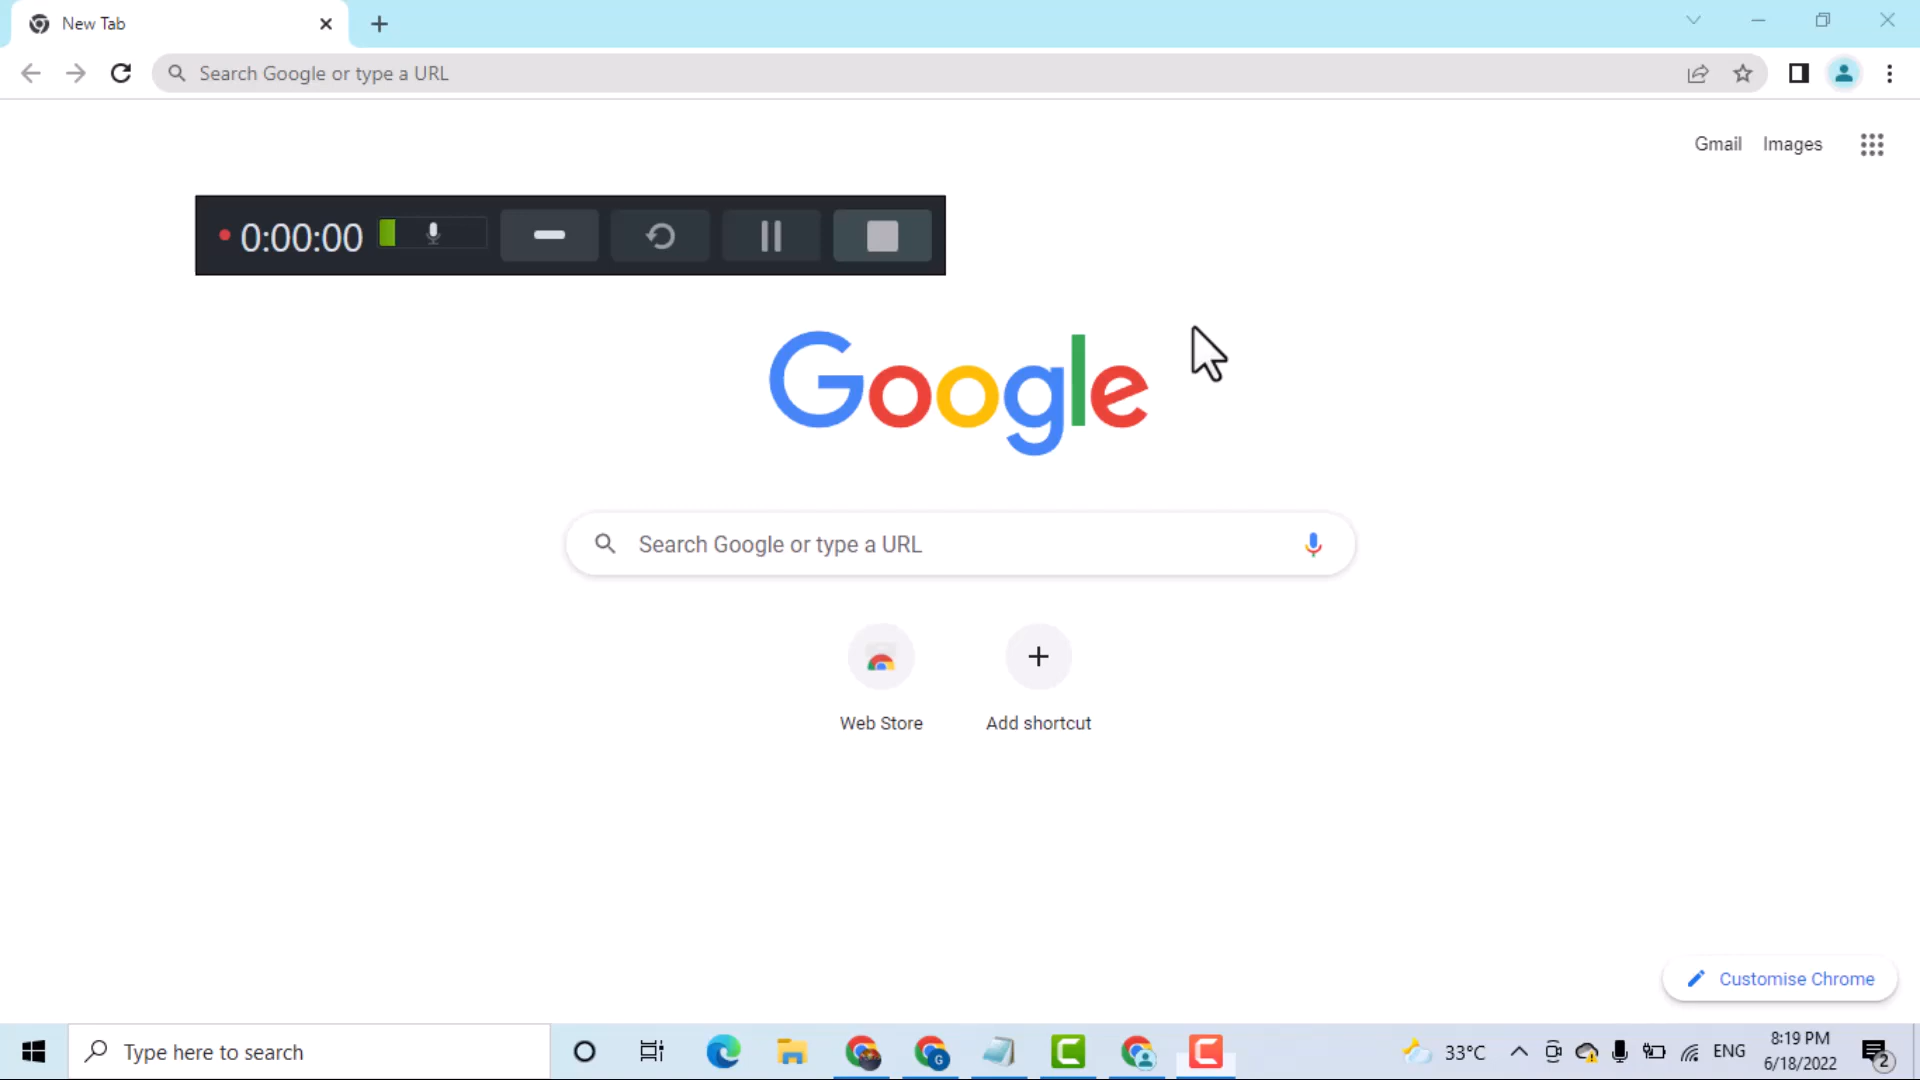 New Tab
Search Google or type a URL
Gmail Images
0:00:00
Google
Search Google or type a URL
Web Store
Add shortcut
Customise Chrome
Type here to search
33°C
ENG
8:19 PM
6/18/2022
2
G